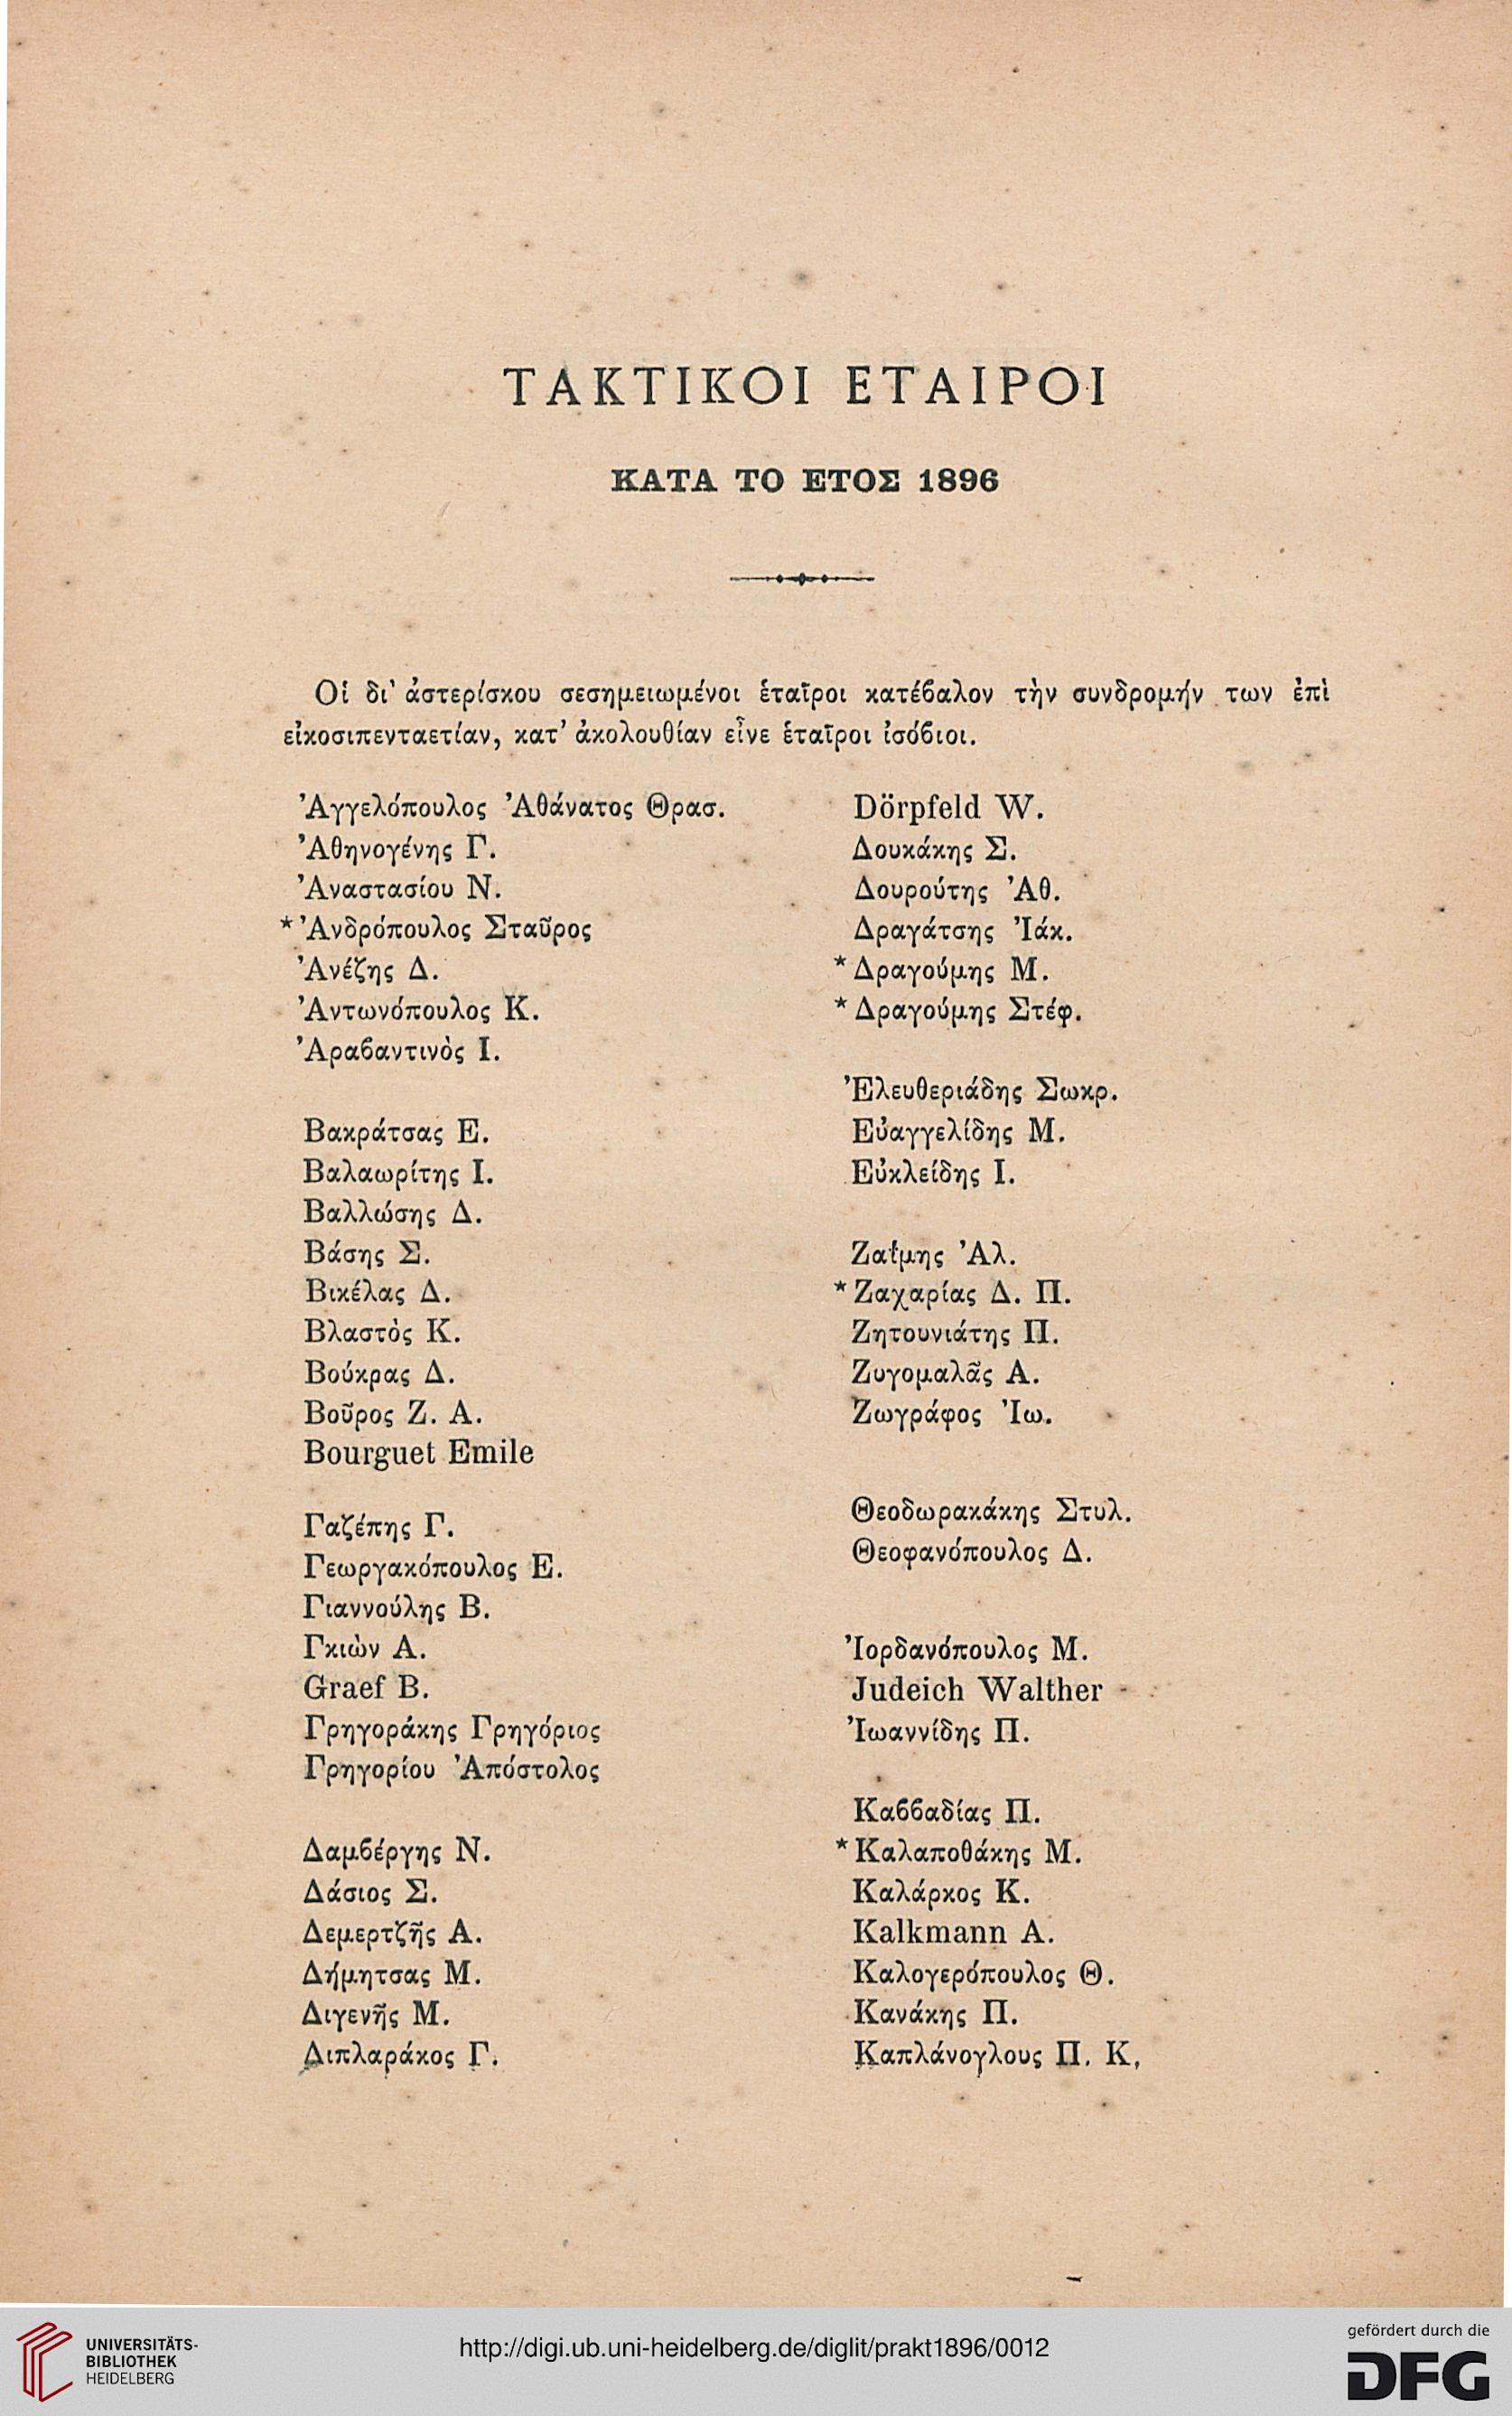 ΤΑΚΤΙΚΟΙ ΕΤΑΙΡΟΙ
ΚΑΤΑ ΤΟ ΕΤΟΣ 1896
Οἱ δι' ἀστερίσκου σεσημειωμένοι ἑταῖροι κατέβαλον τὴν συνδρομήν των ἐπὶ
εἰκοσιπενταετίαν, κατ' ἀκολουθίαν εἶνε ἑταῖροι ἰσόβιοι.
Ἀγγελόπουλος Ἀθάνατος Θρασ.
Ἀθηνογένης Γ.
Ἀναστασίου Ν.
* Ἀνδρόπουλος Σταῦρος
Ἀνέζης Δ.
Ἀντωνόπουλος Κ.
Ἀραβαντινὸς Ι.
Βακράτσας Ε.
Βαλαωρίτης Ι.
Βαλλώσης Δ.
Βάσης Σ.
Βικέλας Δ.
Βλαστὸς Κ.
Βούκρας Δ.
Βοῦρος Ζ. Α.
Bourguet Emile
Γαζέπης Γ.
Γεωργακόπουλος Ε.
Γιαννούλης Β.
Γκιὼν Α.
Graef B.
Γρηγοράκης Γρηγόριος
Γρηγορίου Ἀπόστολος
Δαμβέργης Ν.
Δάσιος Σ.
Δεμερτζῆς Α.
Δήμητσας Μ.
Διγενῆς Μ.
Διπλαράκος Γ.
Dörpfeld W.
Δουκάκης Σ.
Δουρούτης Ἀθ.
Δραγάτσης Ἰάκ.
* Δραγούμης Μ.
* Δραγούμης Στέφ.
Ἐλευθεριάδης Σωκρ.
Εὐαγγελίδης Μ.
Εὐκλείδης Ι.
Ζαΐμης Ἀλ.
* Ζαχαρίας Δ. Π.
Ζητουνιάτης Π.
Ζυγομαλᾶς Α.
Ζωγράφος Ἰω.
Θεοδωρακάκης Στυλ.
Θεοφανόπουλος Δ.
Ἰορδανόπουλος Μ.
Judeich Walther
Ἰωαννίδης Π.
Καββαδίας Π.
* Καλαποθάκης Μ.
Καλάρκος Κ.
Kalkmann A.
Καλογερόπουλος Θ.
Κανάκης Π.
Καπλάνογλους Π. Κ.
UNIVERSITÄTS-
BIBLIOTHEK
HEIDELBERG
http://digi.ub.uni-heidelberg.de/diglit/prakt1896/0012
gefördert durch die
DFG